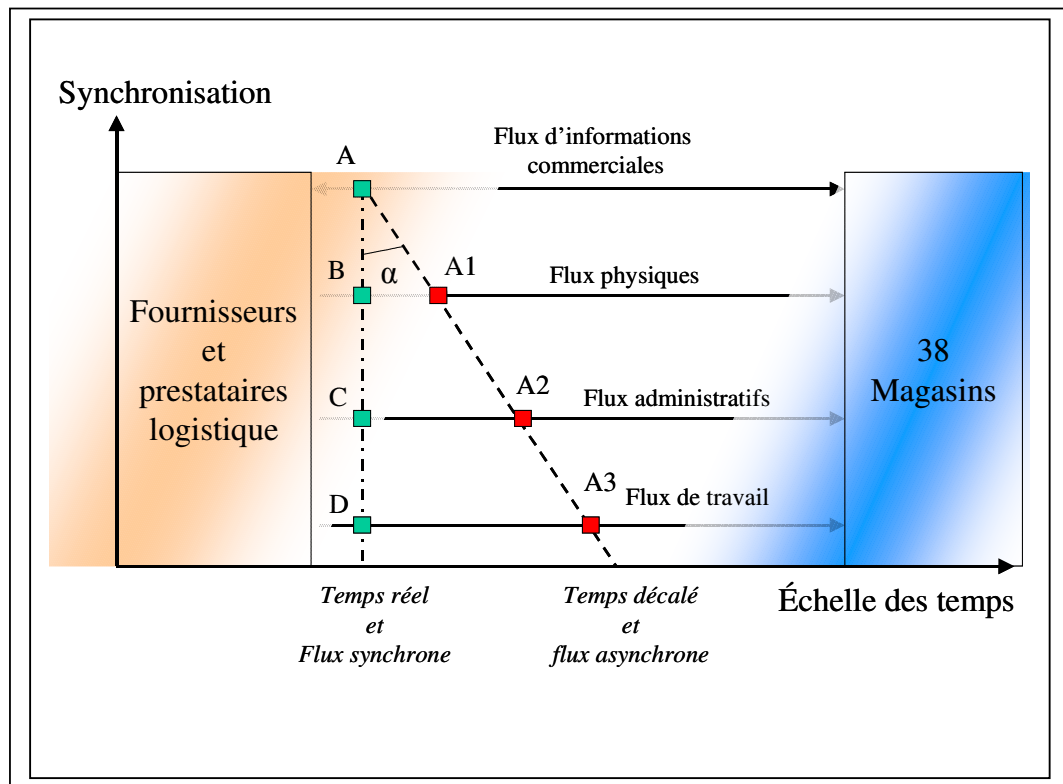 Synchronisation
Flux d'informations
commerciales
A
B
α
A1
Flux physiques
Fournisseurs
et
prestataires
logistique
38
Magasins
C
A2
Flux administratifs
D
A3
Flux de travail
Échelle des temps
Temps réel
et
Flux synchrone
Temps décalé
et
flux asynchrone